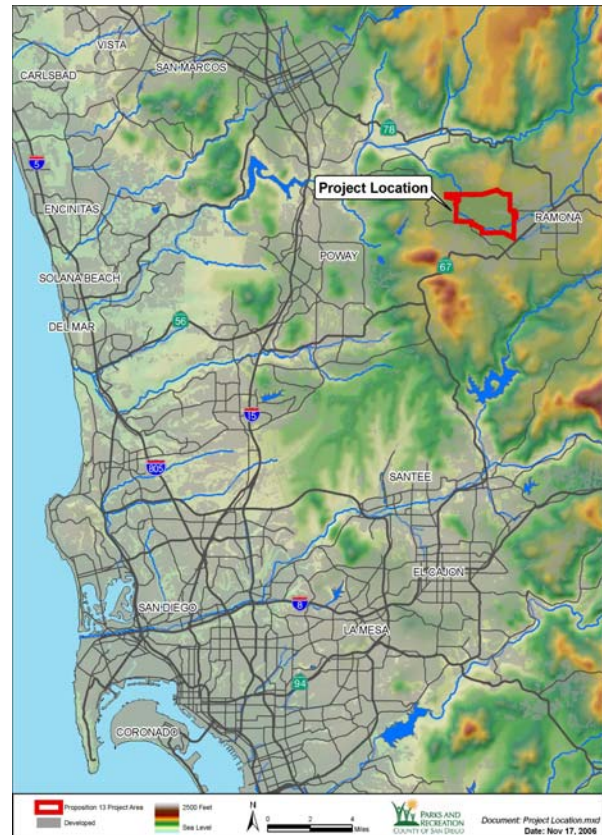 VISTA
CARLSBAD
SAN MARCOS
78
5
Project Location
ENCINITAS
RAMONA
POWAY
67
SOLANA BEACH
DEL MAR
56
15
805
SANTEE
EL CAJON
SAN DIEGO
8
LA MESA
94
CORONADO
Proposition 13 Project Area
Developed
2500 Feet
Sea Level
N
0 2 4
Miles
PARKS AND
RECREATION
COUNTY OF SAN DIEGO
Document: Project Location.mxd
Date: Nov 17, 2006